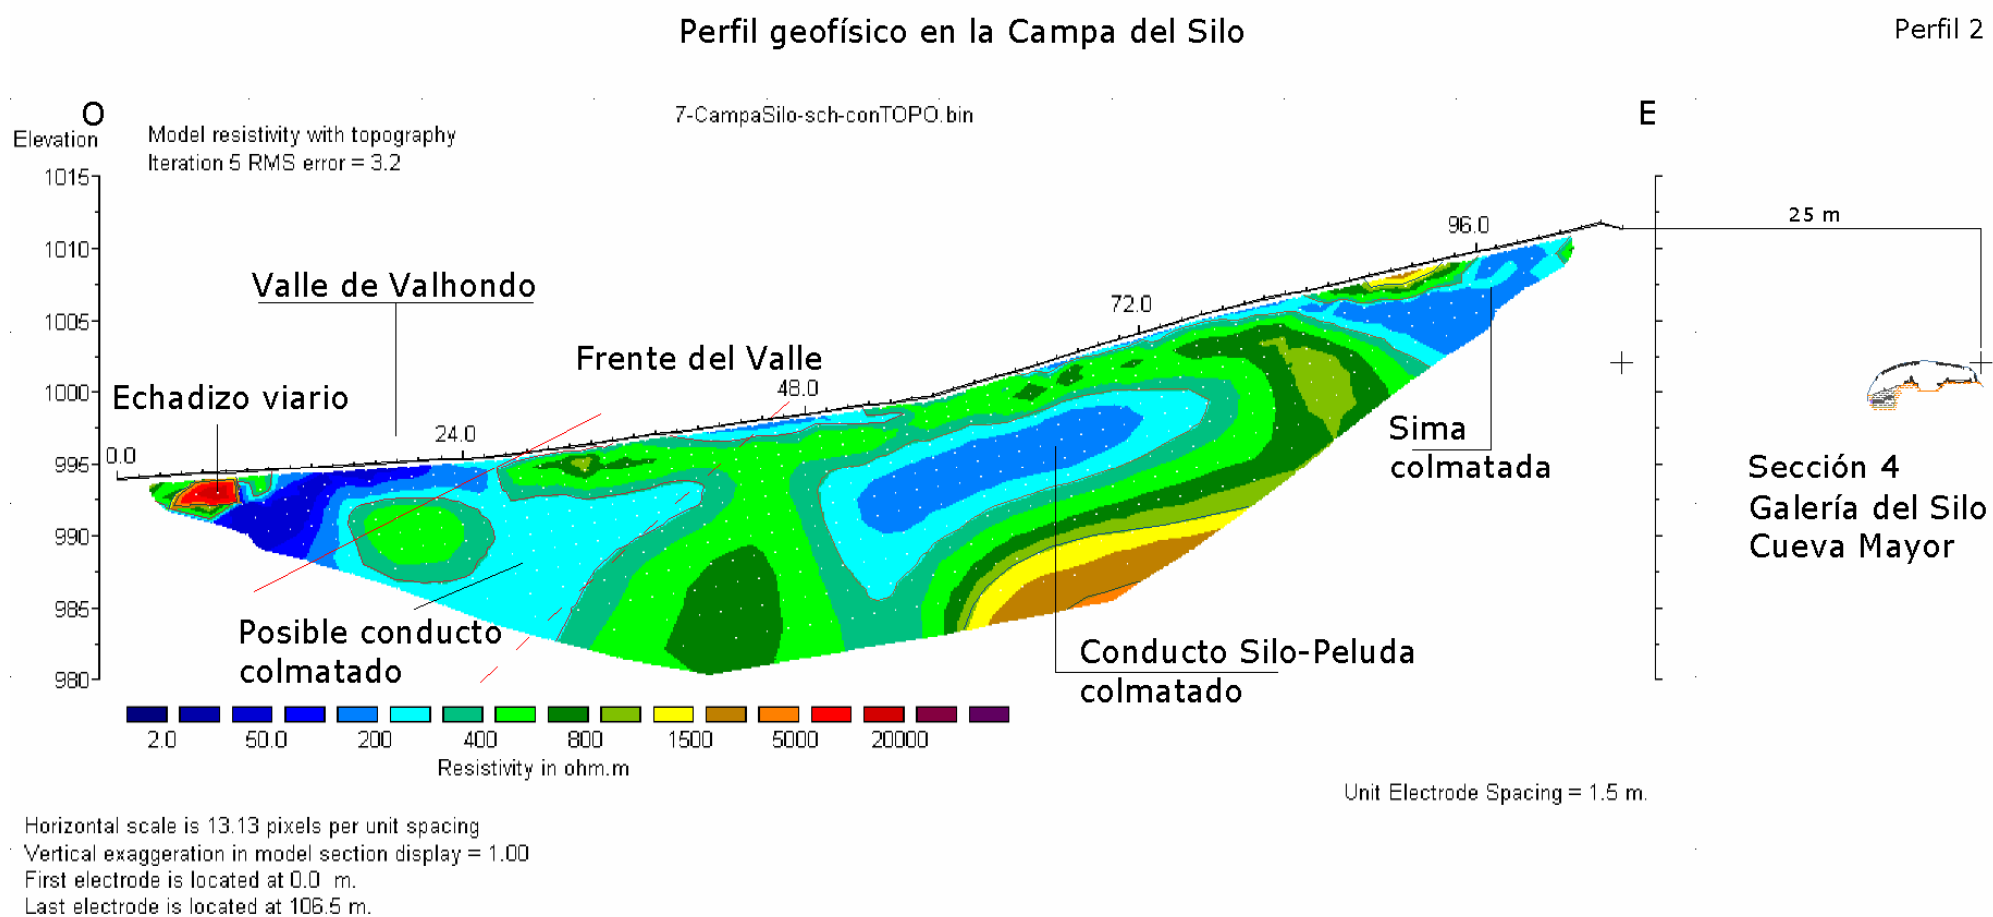 Perfil geofísico en la Campa del Silo
Perfil 2
O
7-CampaSilo-sch-conTOPO.bin
E
Elevation
Model resistivity with topography
Iteration 5 RMS error = 3.2
1015
1010
1005
1000
995
990
985
980
25 m
96.0
72.0
48.0
24.0
0.0
Valle de Valhondo
Frente del Valle
Echadizo viario
Sima
colmatada
Sección 4
Galería del Silo
Cueva Mayor
Posible conducto
colmatado
Conducto Silo-Peluda
colmatado
2.0 50.0 200 400 800 1500 5000 20000
Resistivity in ohm.m
Unit Electrode Spacing = 1.5 m.
Horizontal scale is 13.13 pixels per unit spacing
Vertical exaggeration in model section display = 1.00
First electrode is located at 0.0 m.
Last electrode is located at 106.5 m.